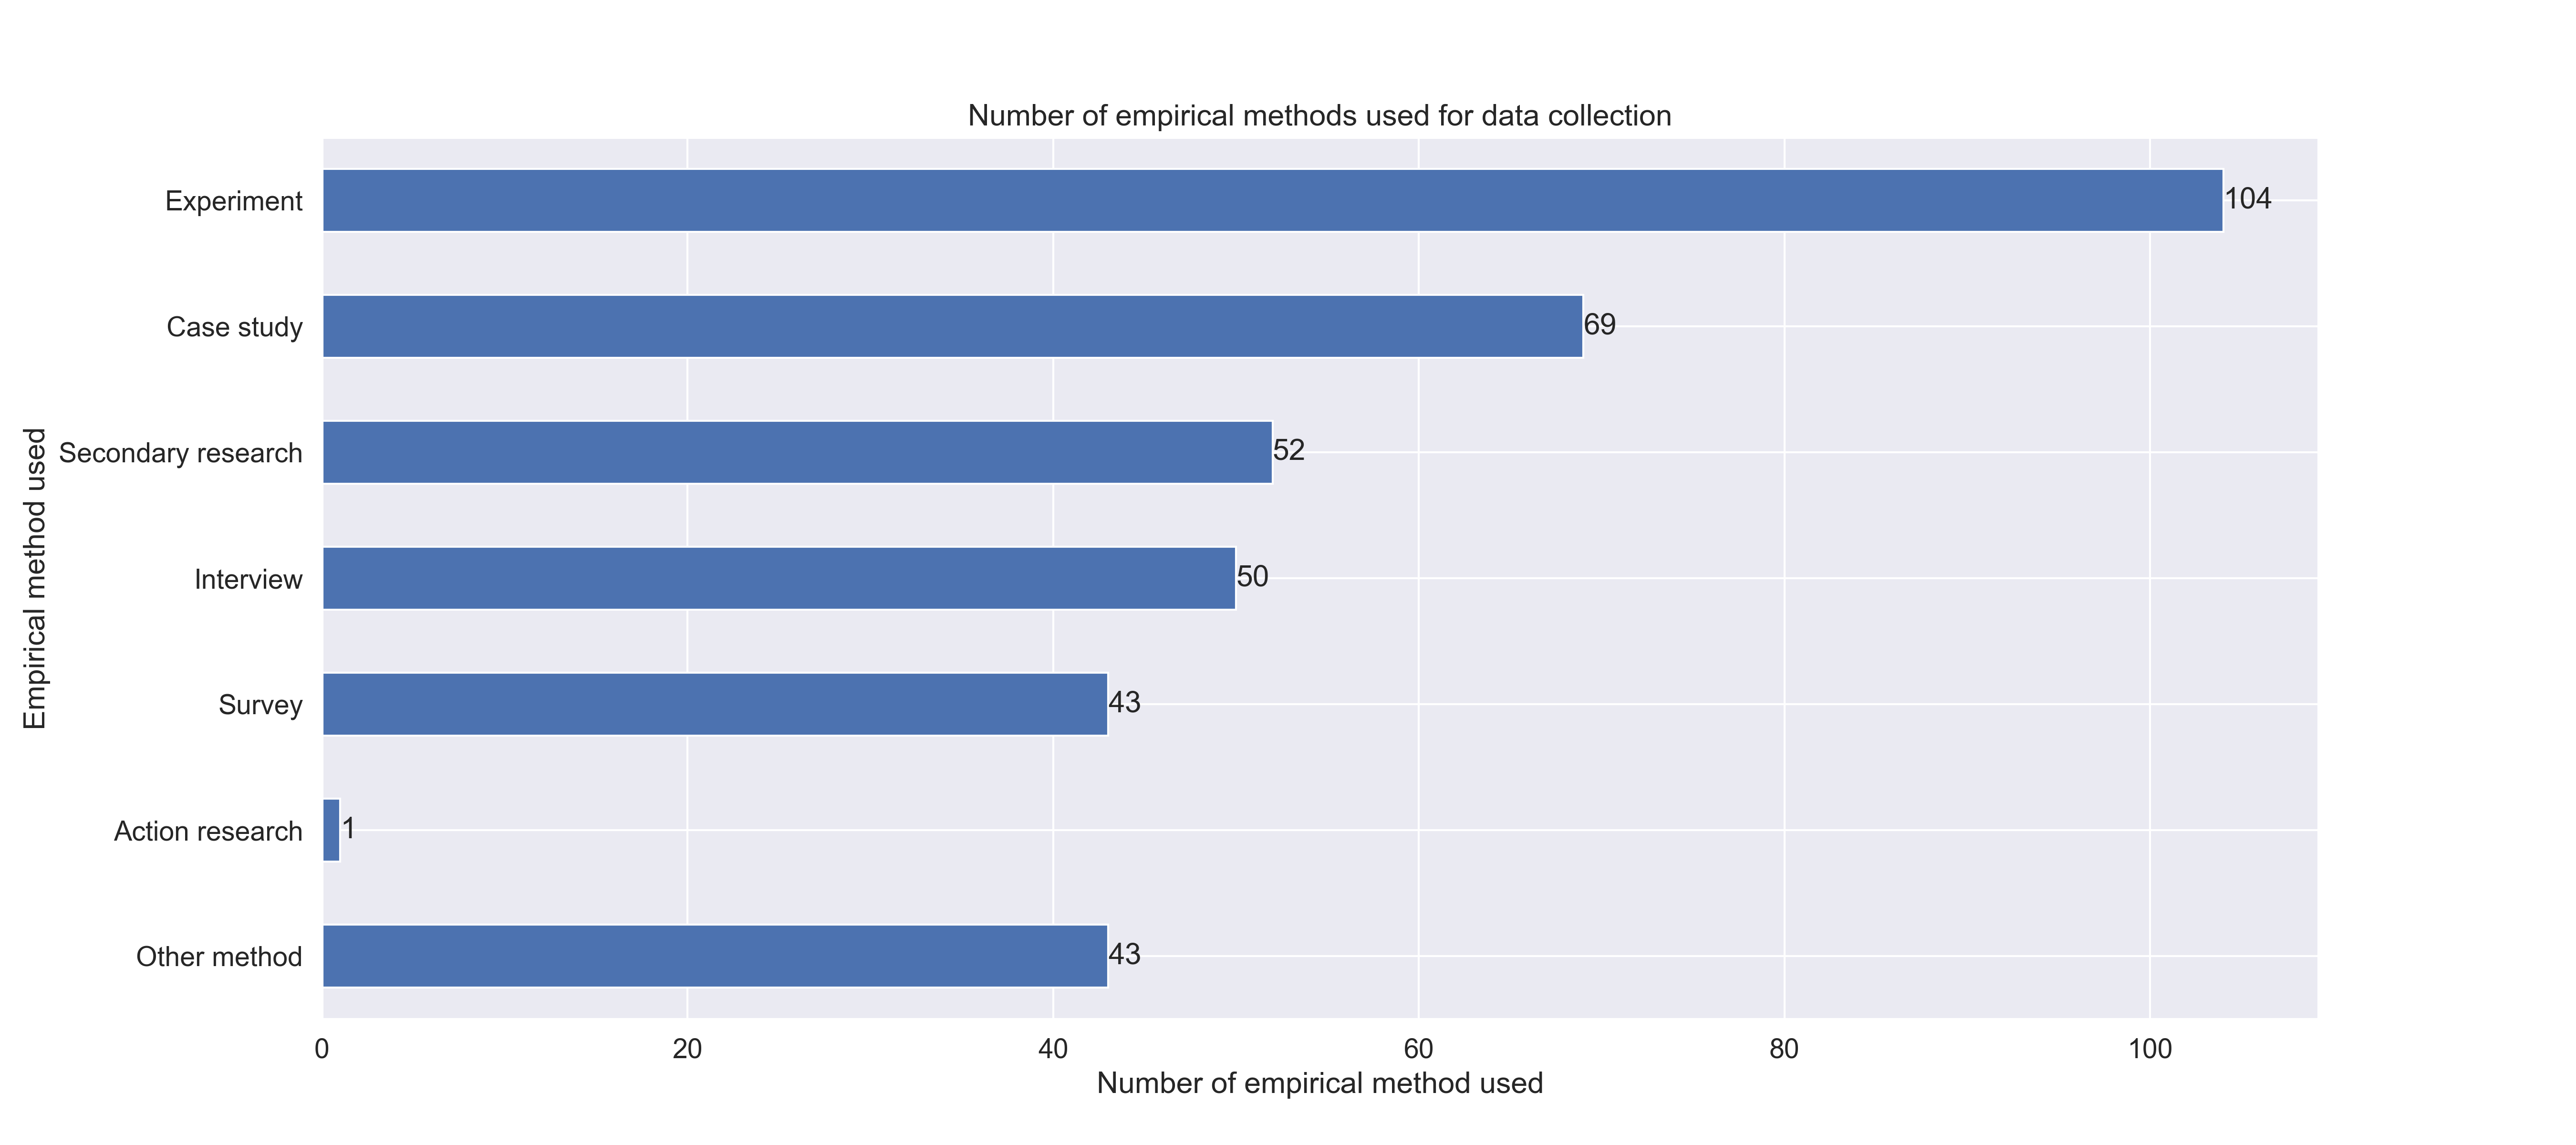 Number of empirical methods used for data collection
Experiment
104
Case study
69
Secondary research
52
Interview
50
Survey
43
Action research
1
Other method
43
Empirical method used
0 20 40 60 80 100
Number of empirical method used